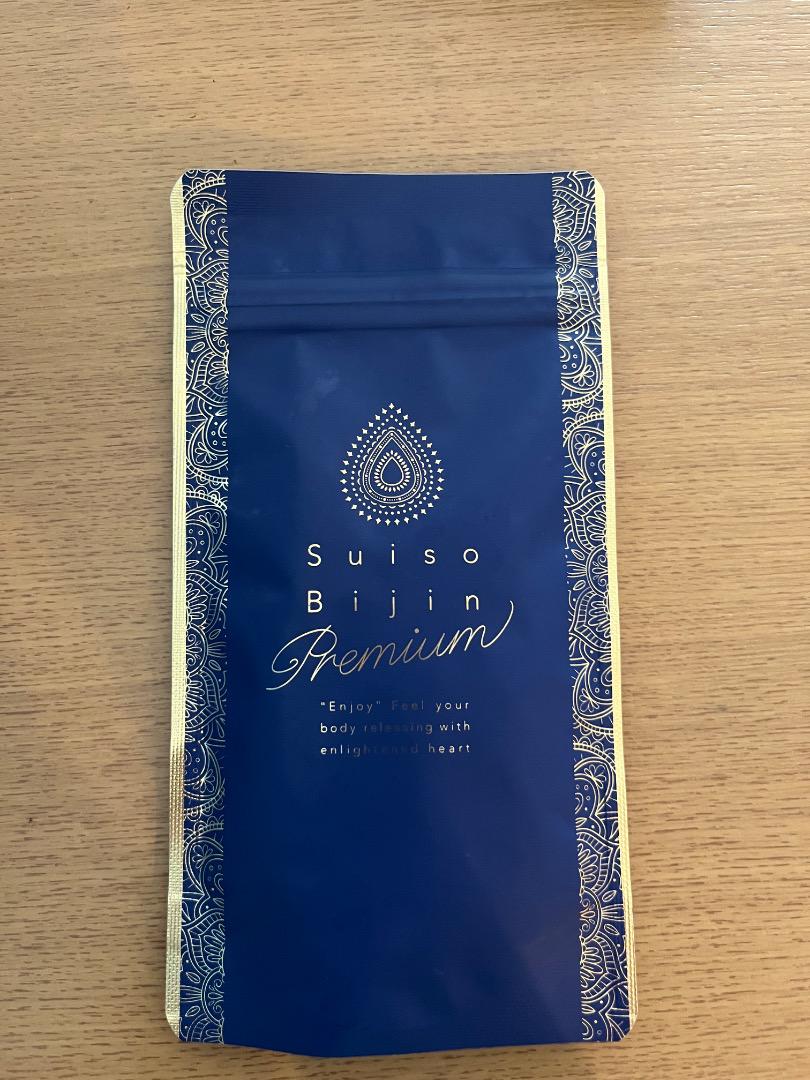 Suiso
Bijin
Premium
"Enjoy" Feel your
body releasing with
enlightened heart